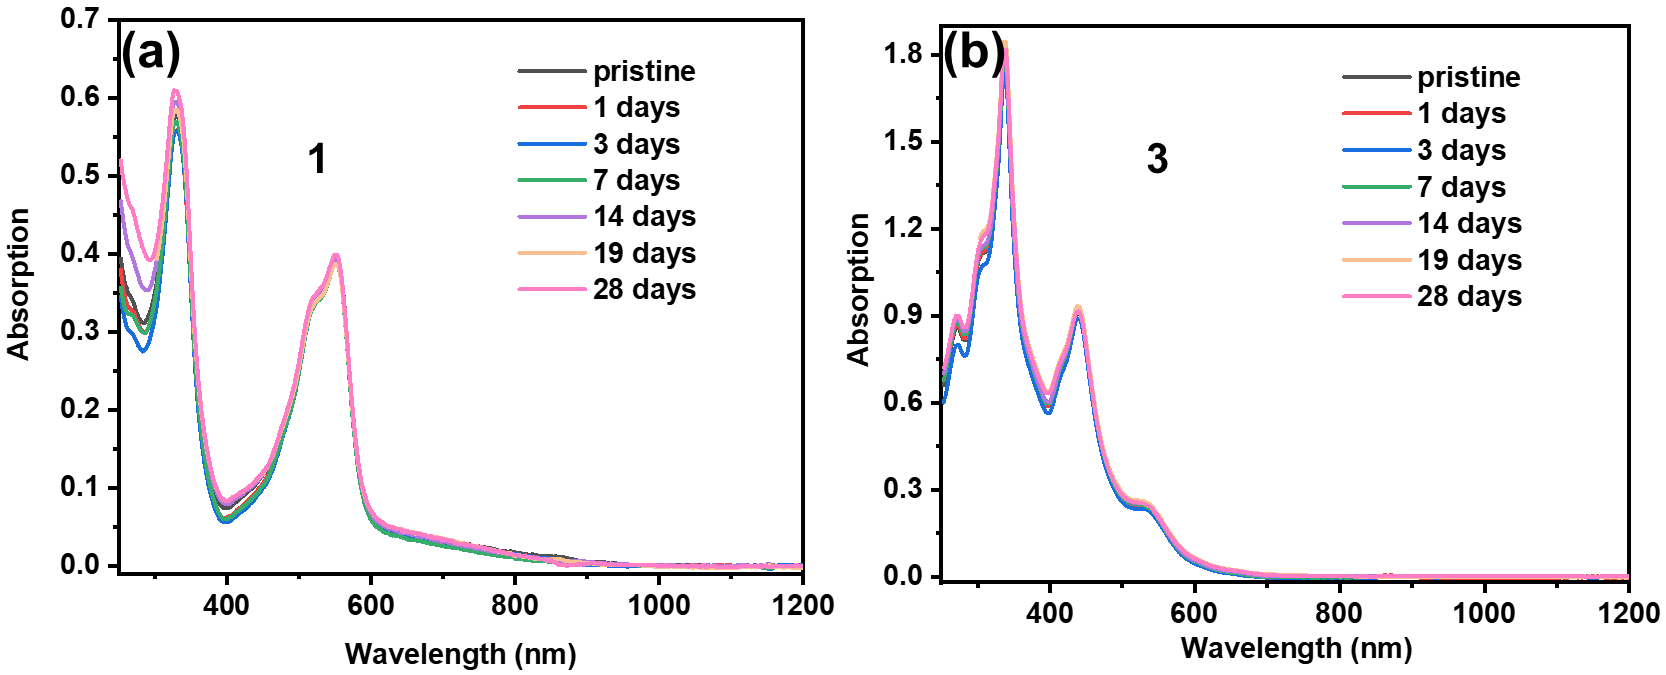 (a)
1
pristine
1 days
3 days
7 days
14 days
19 days
28 days
0.7
0.6
0.5
0.4
0.3
0.2
0.1
0.0
400
600
800
1000
1200
Absorption
Wavelength (nm)
(b)
3
pristine
1 days
3 days
7 days
14 days
19 days
28 days
1.8
1.5
1.2
0.9
0.6
0.3
0.0
400
600
800
1000
1200
Absorption
Wavelength (nm)